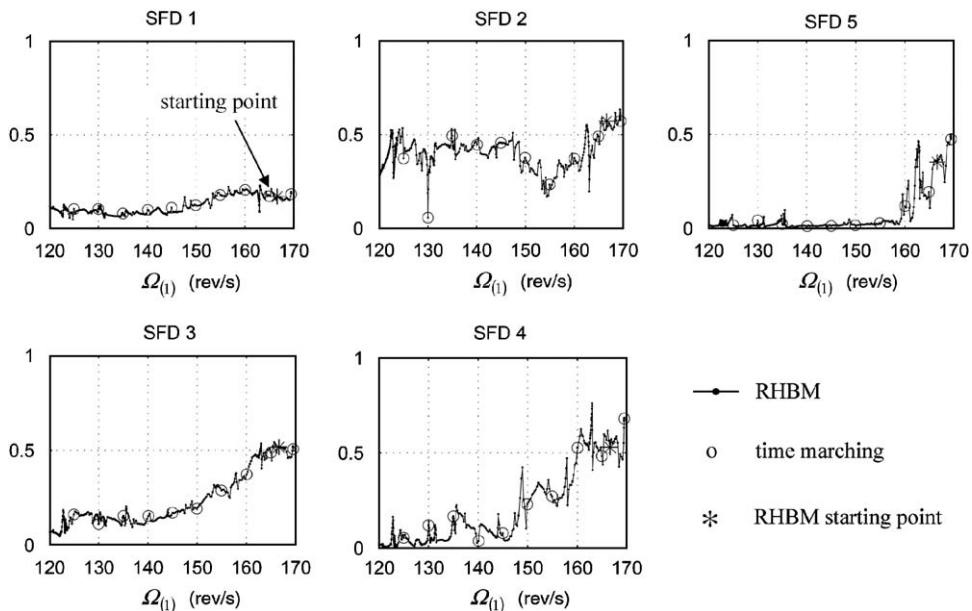 SFD 1
SFD 2
SFD 5
1
0.5
0
starting point
120 130 140 150 160 170
Ω(1) (rev/s)
1
0.5
0
120 130 140 150 160 170
Ω(1) (rev/s)
1
0.5
0
120 130 140 150 160 170
Ω(1) (rev/s)
SFD 3
SFD 4
1
0.5
0
120 130 140 150 160 170
Ω(1) (rev/s)
1
0.5
0
120 130 140 150 160 170
Ω(1) (rev/s)
RHBM
time marching
RHBM starting point